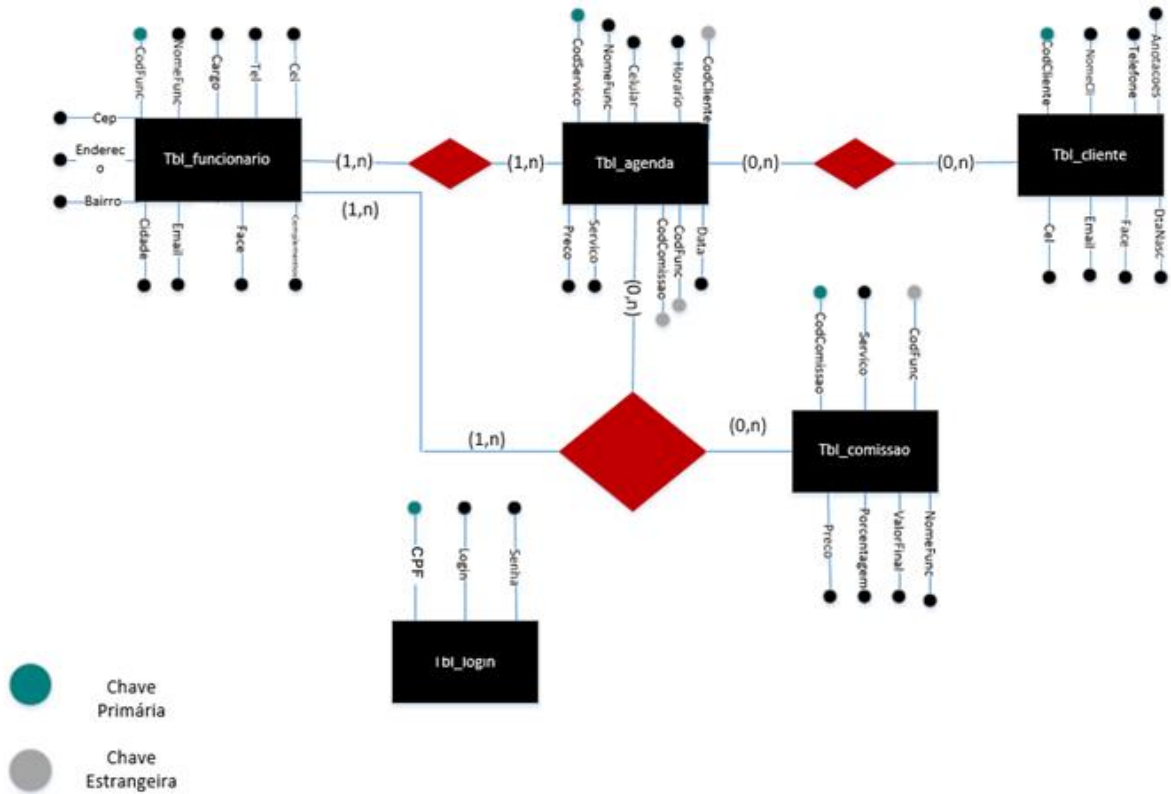 CodFunc
NomeFunc
Cargo
Tel
Cel
Cep
Enderec
o
Bairro
Tbl_funcionario
Cidade
Email
Face
Complementos
(1,n)
(1,n)
(1,n)
CodServico
NomeFunc
Celular
Horario
CodCliente
Tbl_agenda
Preco
Servico
CodComissao
CodFunc
Data
(0,n)
(0,n)
(0,n)
CodCliente
NomeCli
Telefone
Anotacoes
Tbl_cliente
Cel
Email
Face
DtaNasc
(1,n)
(0,n)
CodComissao
Servico
CodFunc
Tbl_comissao
Preco
Porcentagem
ValorFinal
NomeFunc
CPF
Login
Senha
Tbl_login
Chave
Primária
Chave
Estrangeira